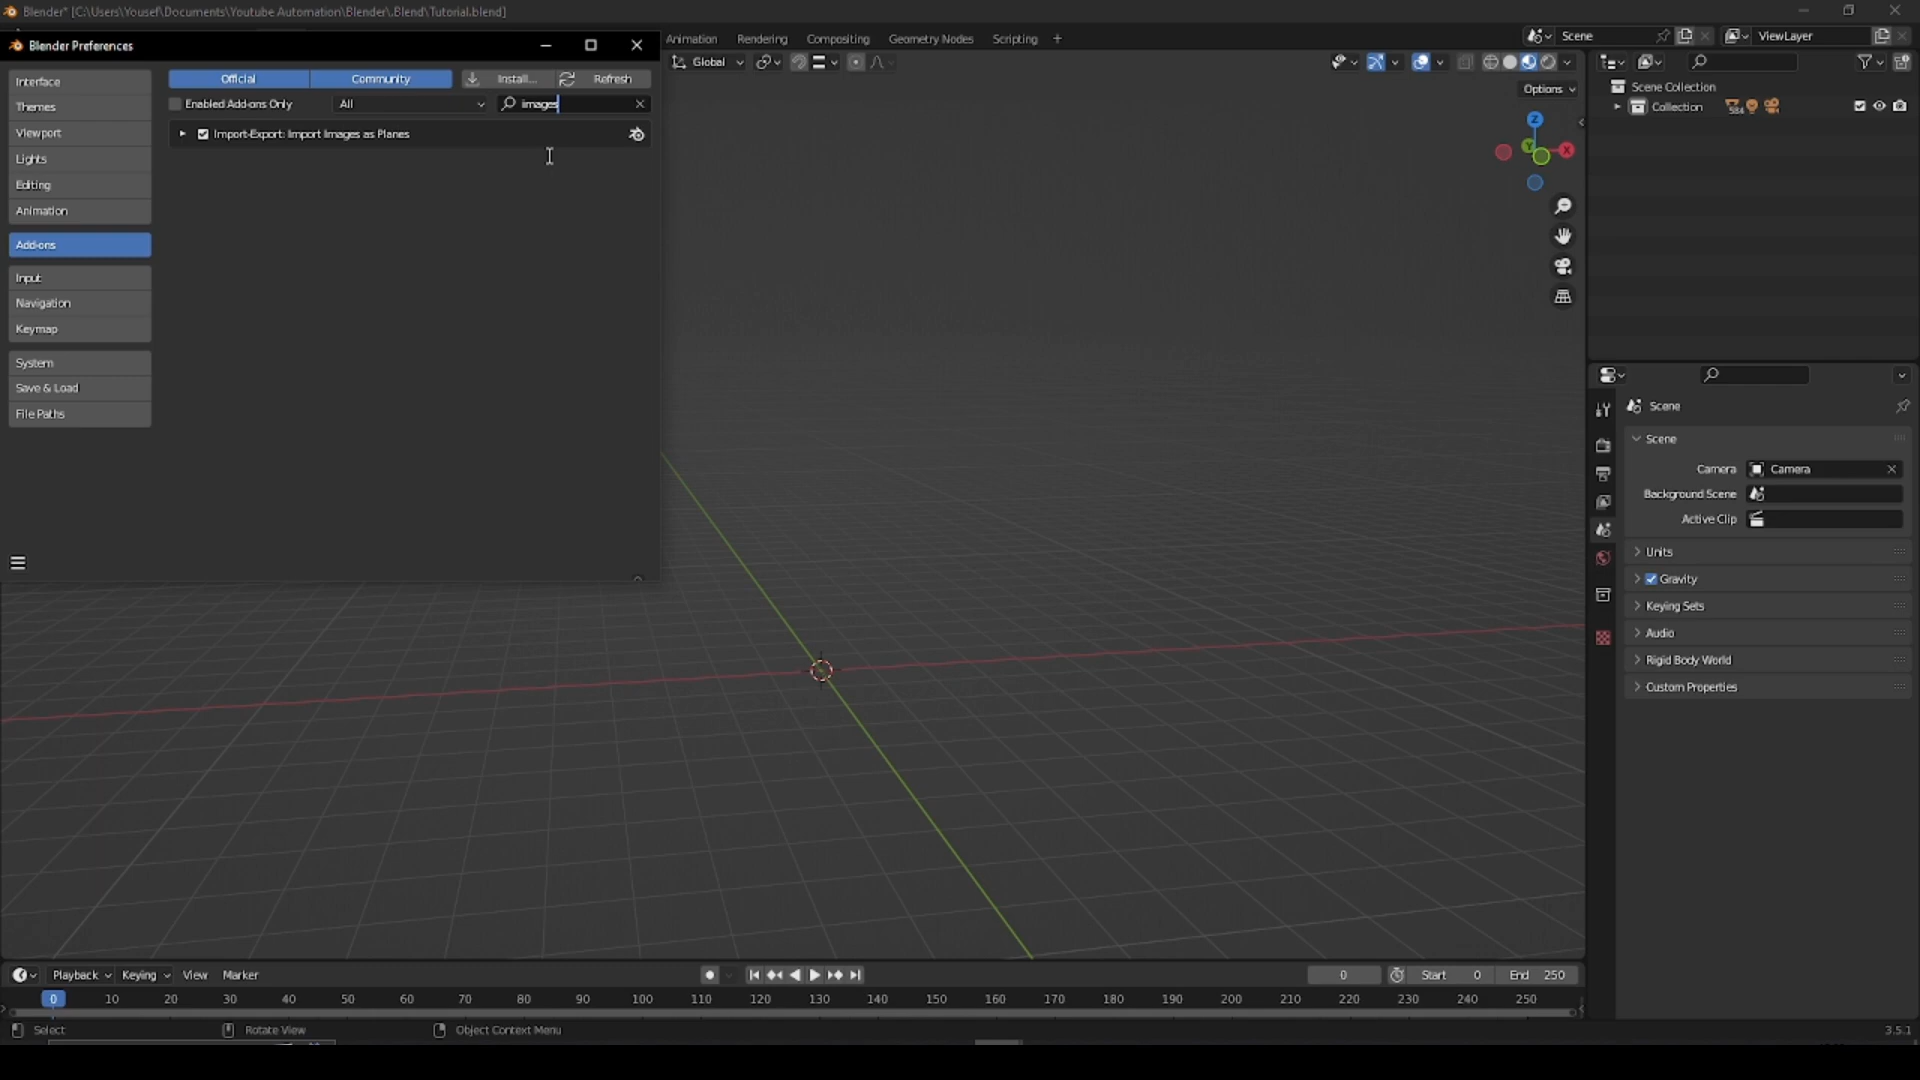 Blender* [C:\Users\Yousef\Documents\Youtube Automation\Blender\.Blend\Tutorial.blend]
Blender Preferences
Animation Rendering Compositing Geometry Nodes Scripting +
Scene ViewLayer
Interface
Themes
Viewport
Lights
Editing
Animation
Add-ons
Input
Navigation
Keymap
System
Save & Load
File Paths
Official Community Install... Refresh
Enabled Add-ons Only All images
Import-Export: Import Images as Planes
Global
Options
Z
Y
X
Scene Collection
Collection 584
Scene
Scene
Camera Camera
Background Scene
Active Clip
Units
Gravity
Keying Sets
Audio
Rigid Body World
Custom Properties
Playback Keying View Marker 0 Start 0 End 250
0 10 20 30 40 50 60 70 80 90 100 110 120 130 140 150 160 170 180 190 200 210 220 230 240 250
Select Rotate View Object Context Menu 3.5.1